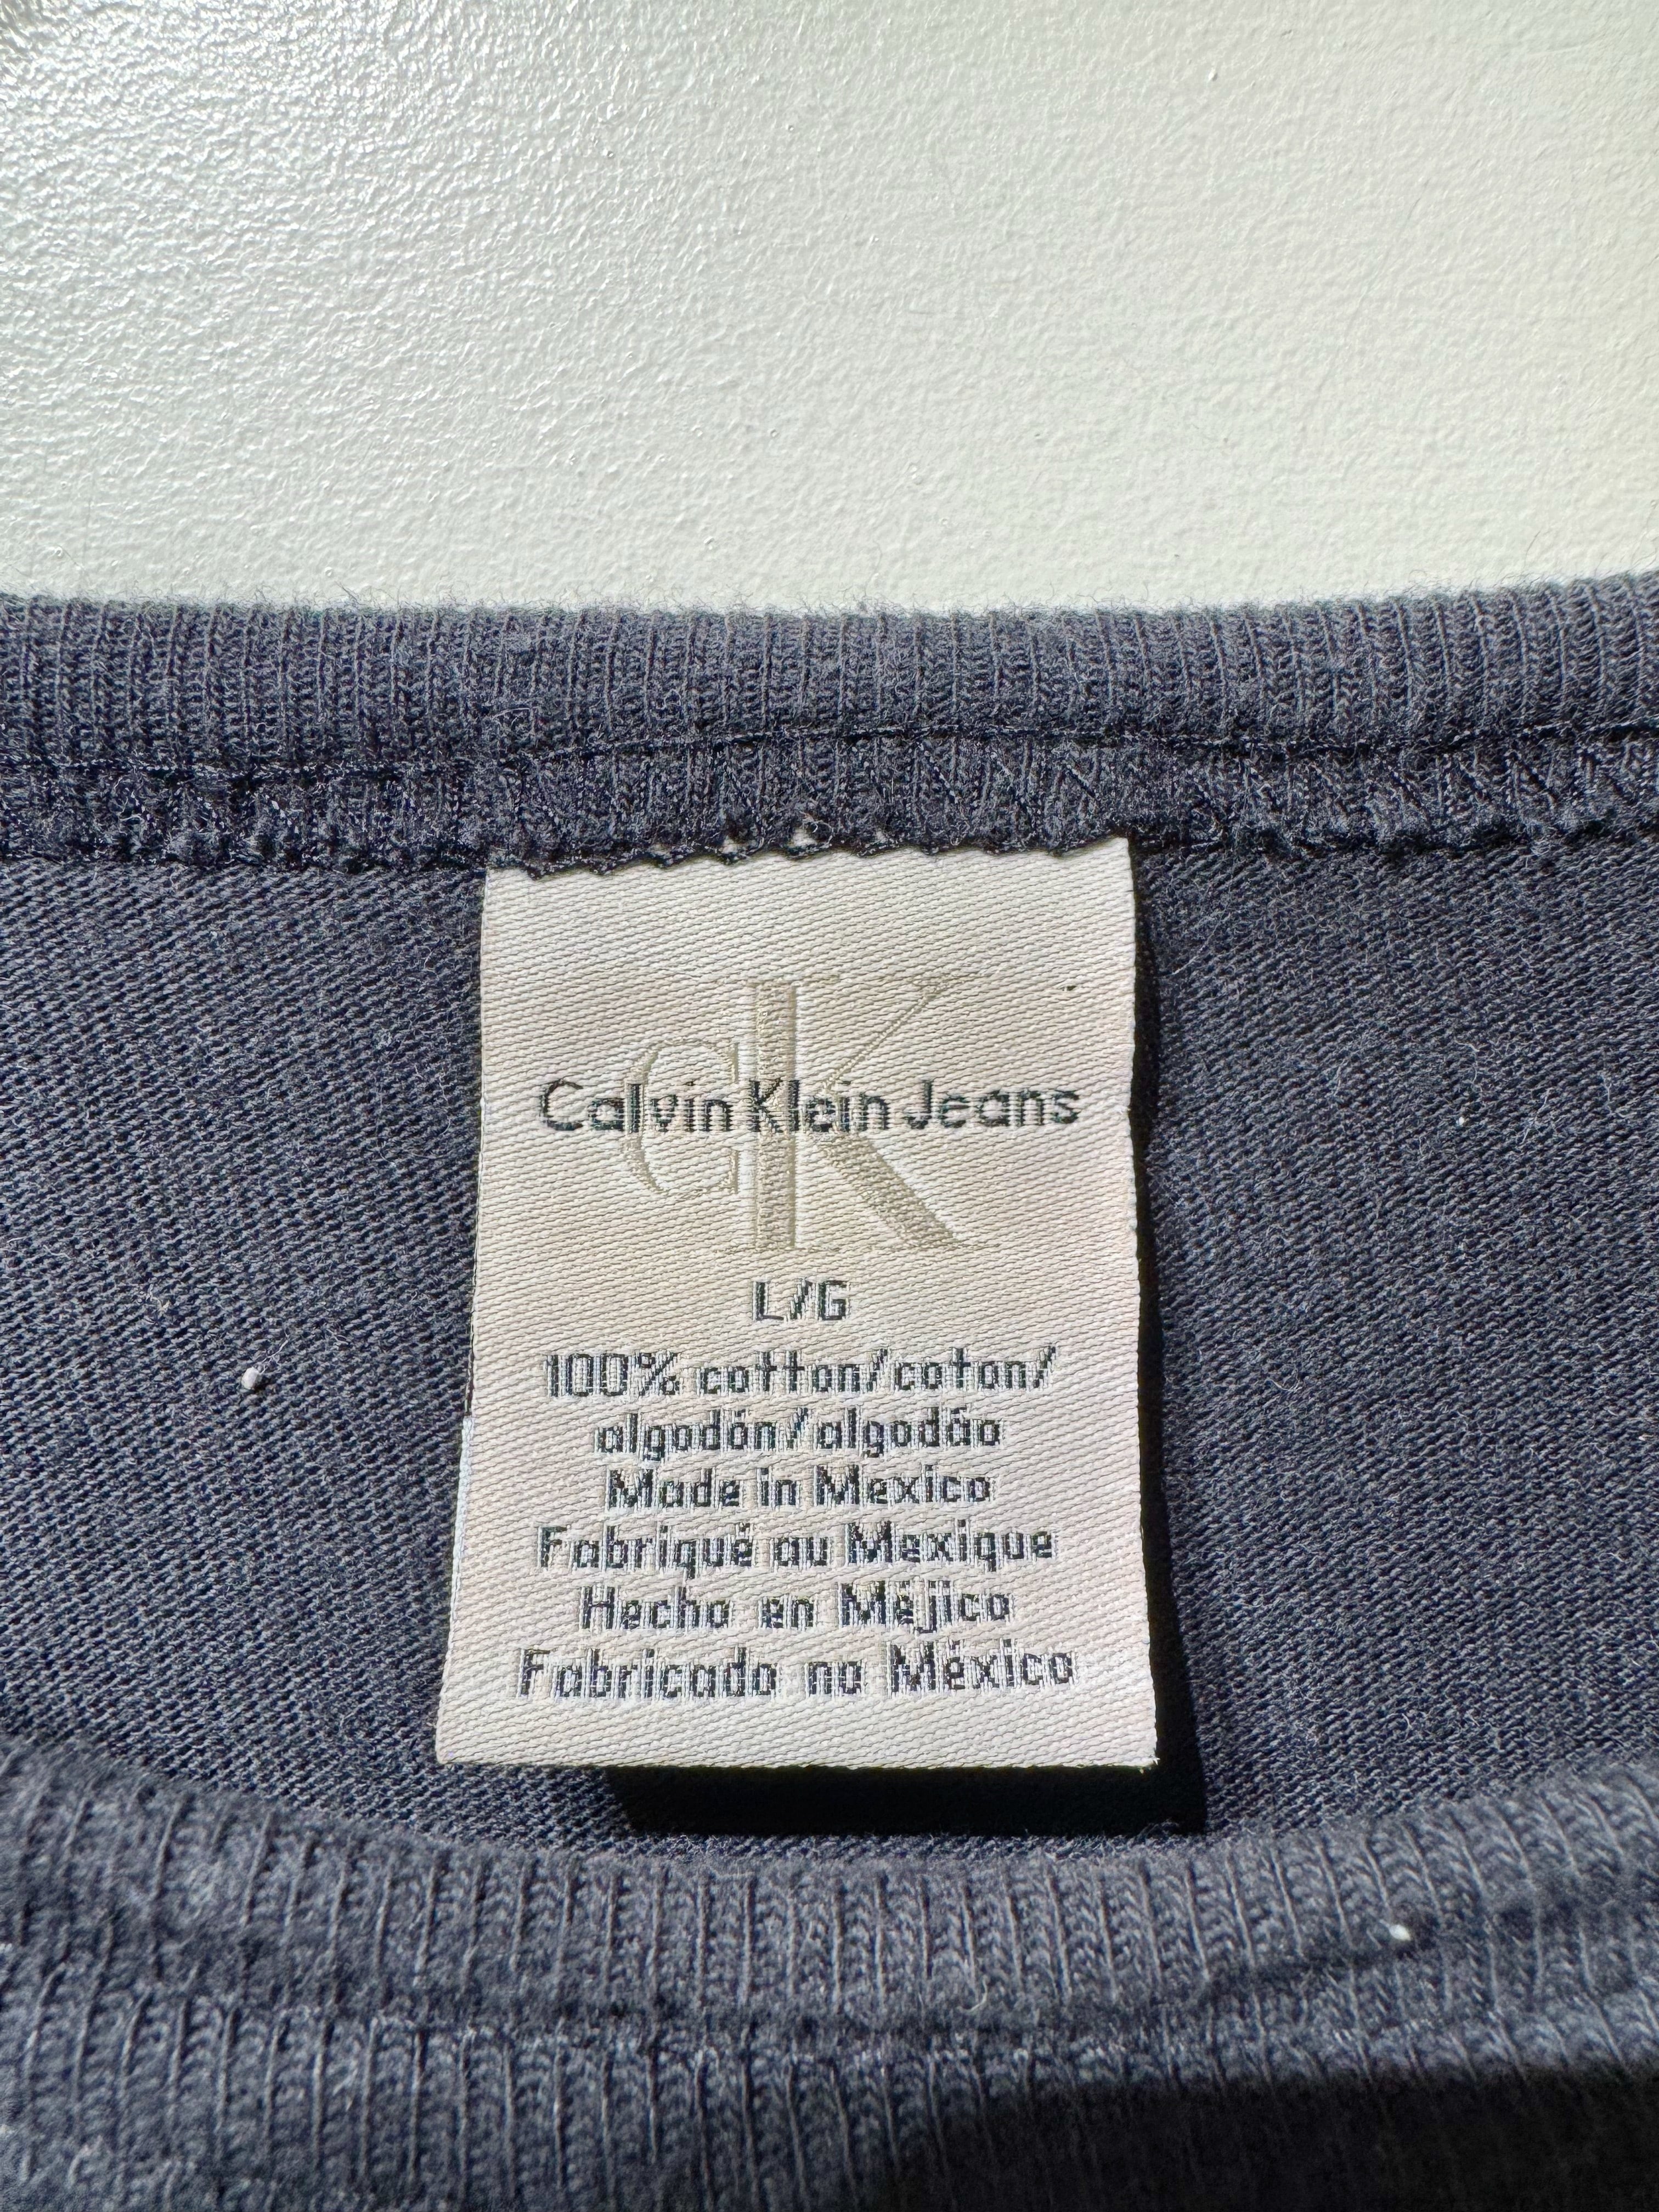 CK
Calvin Klein Jeans
L/G
100% cotton/coton/
algodón/algodão
Made in Mexico
Fabriqué au Mexique
Hecho en Méjico
Fabricado no México